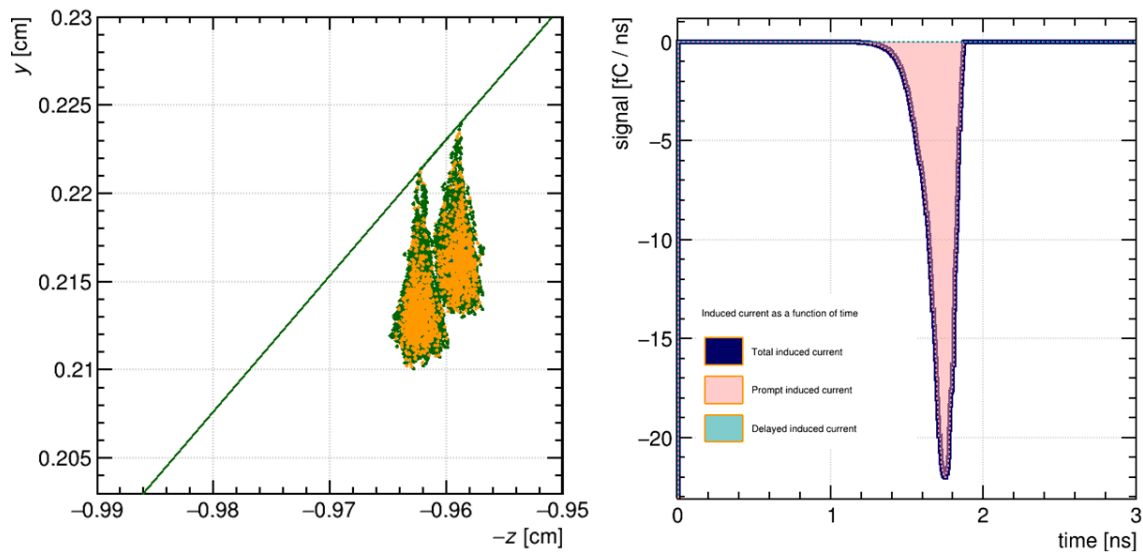 y [cm]
0.23
0.225
0.22
0.215
0.21
0.205
−0.99
−0.98
−0.97
−0.96
−0.95
−z [cm]
signal [fC / ns]
0
−5
−10
−15
−20
Induced current as a function of time
Total induced current
Prompt induced current
Delayed induced current
0
1
2
3
time [ns]